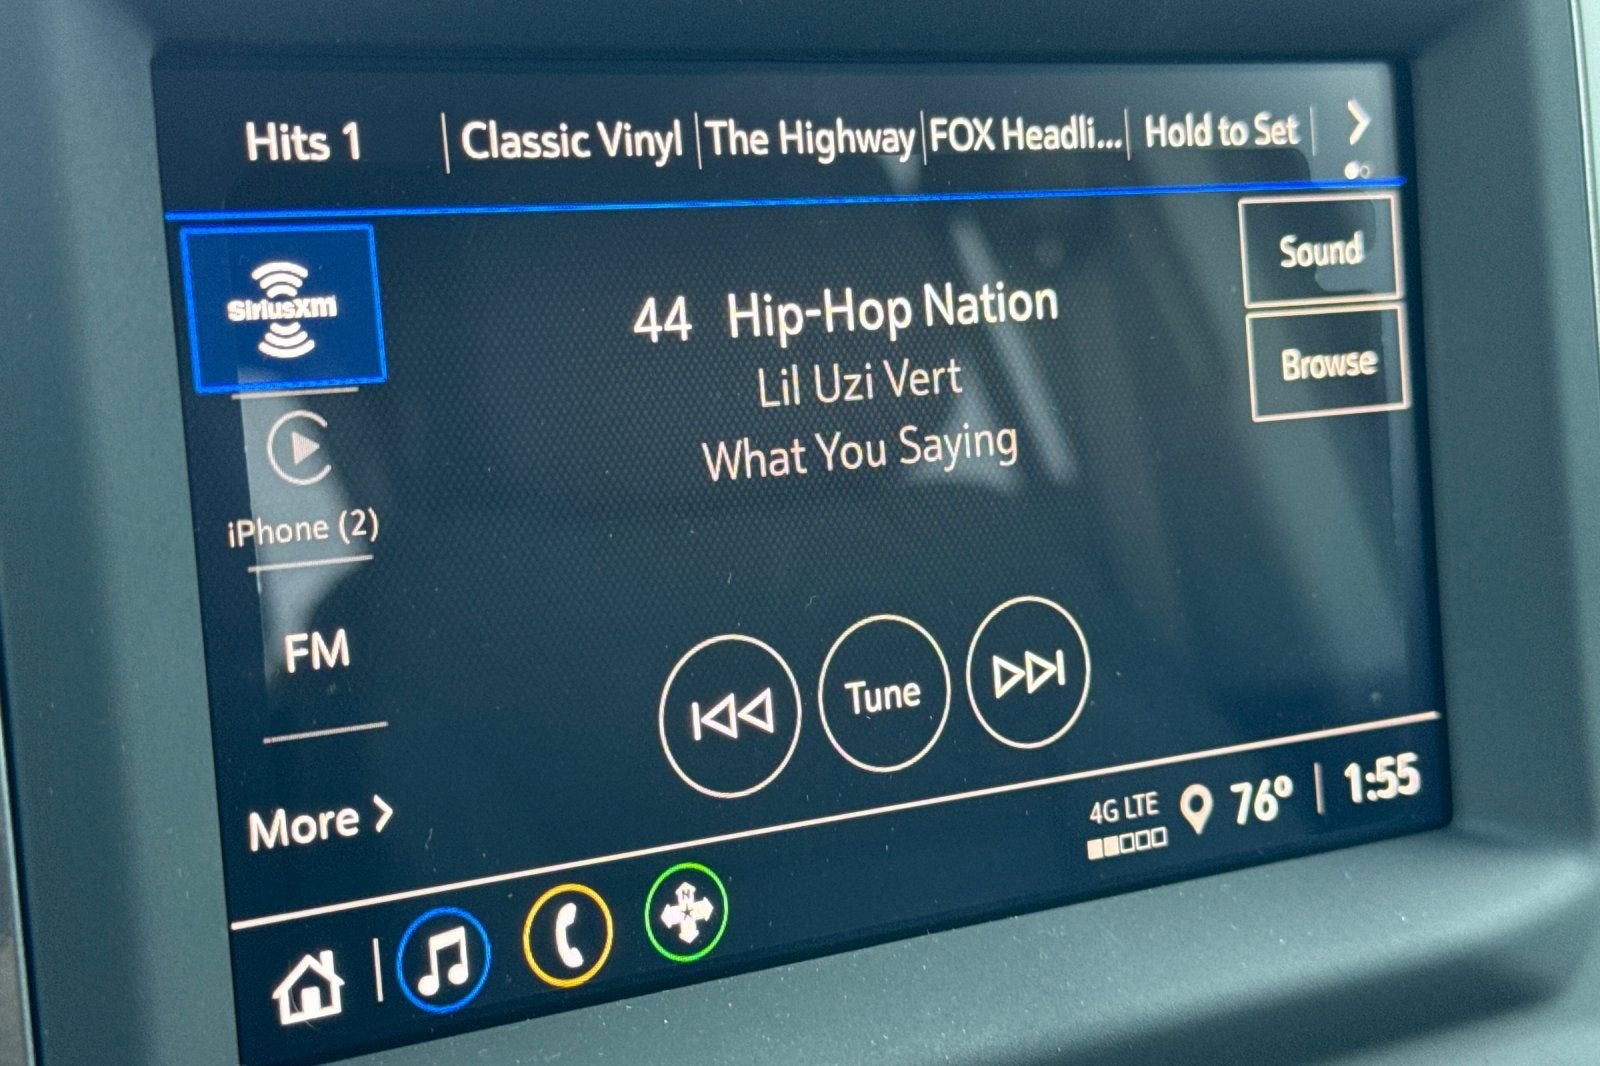 Hits 1 Classic Vinyl The Highway FOX Headli... Hold to Set
SiriusXM
44 Hip-Hop Nation
Lil Uzi Vert
What You Saying
Sound
Browse
iPhone (2)
FM
More
Tune
4G LTE
76° 1:55
N